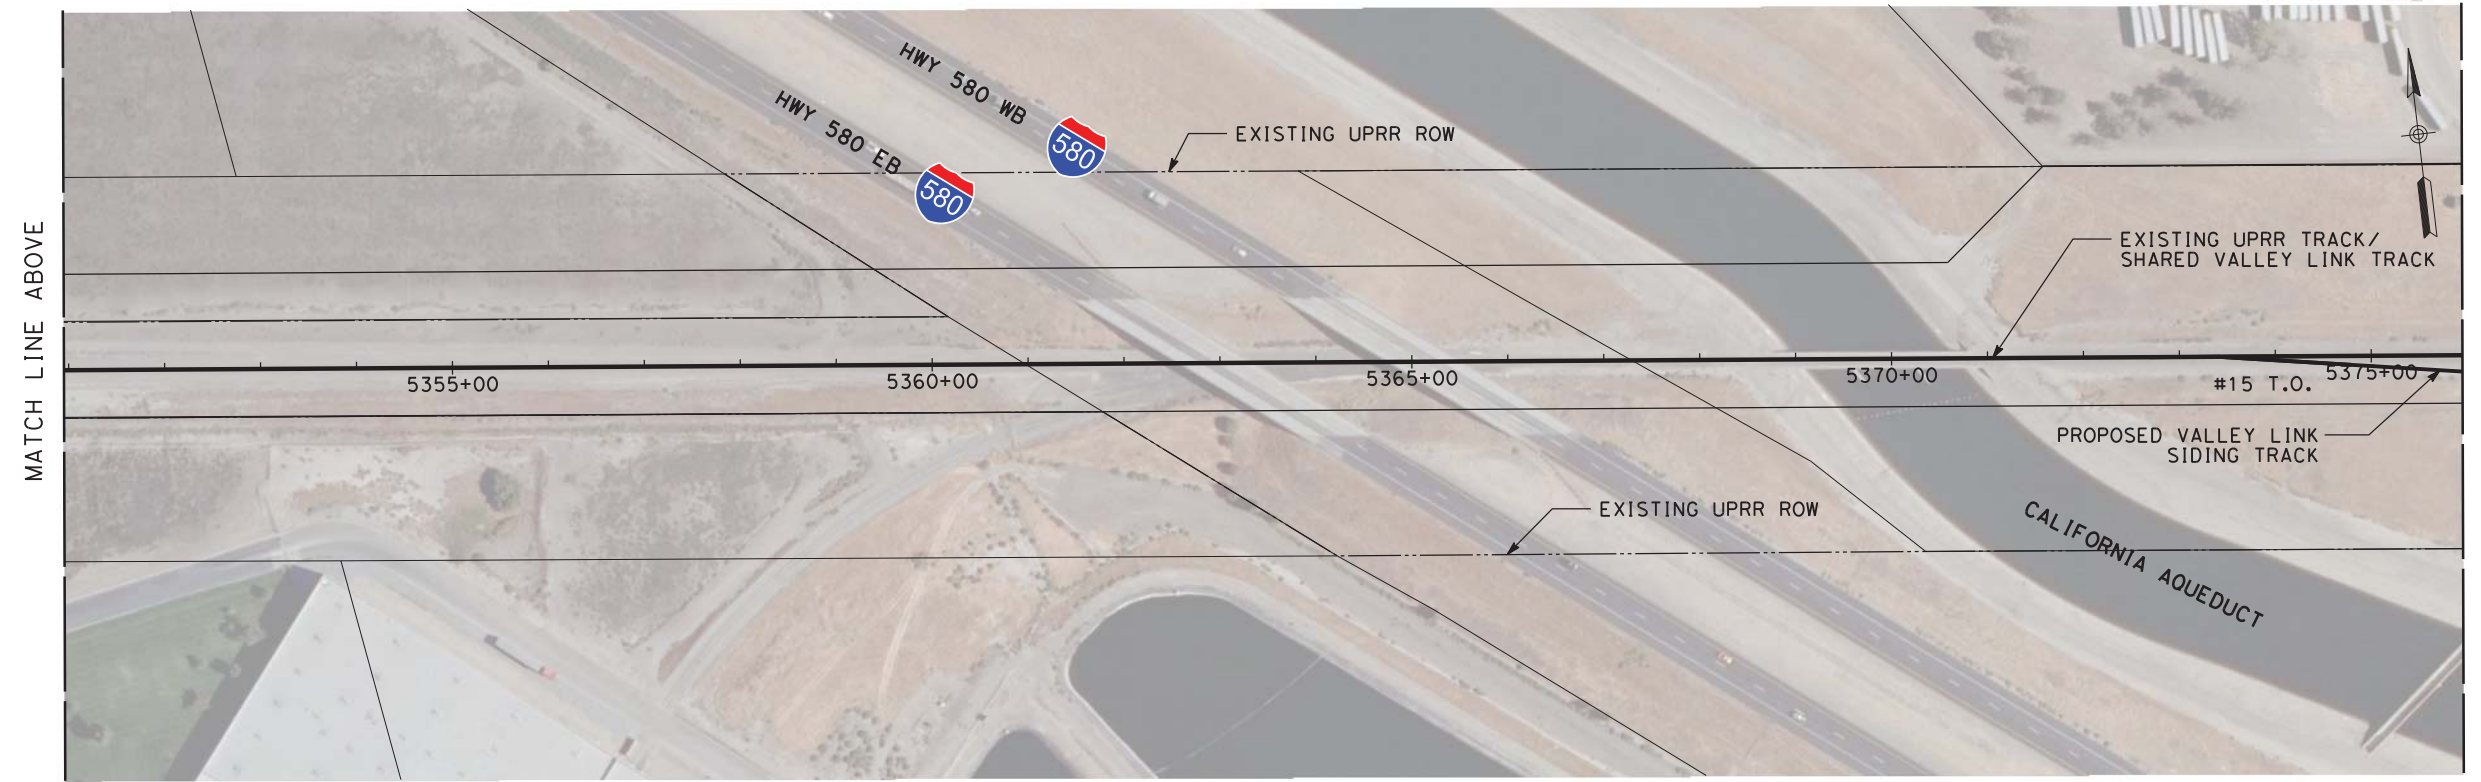 MATCH LINE ABOVE
HWY 580 WB
HWY 580 EB
580
580
EXISTING UPRR ROW
EXISTING UPRR TRACK/
SHARED VALLEY LINK TRACK
5355+00
5360+00
5365+00
5370+00
5375+00
#15 T.O.
PROPOSED VALLEY LINK
SIDING TRACK
EXISTING UPRR ROW
CALIFORNIA AQUEDUCT